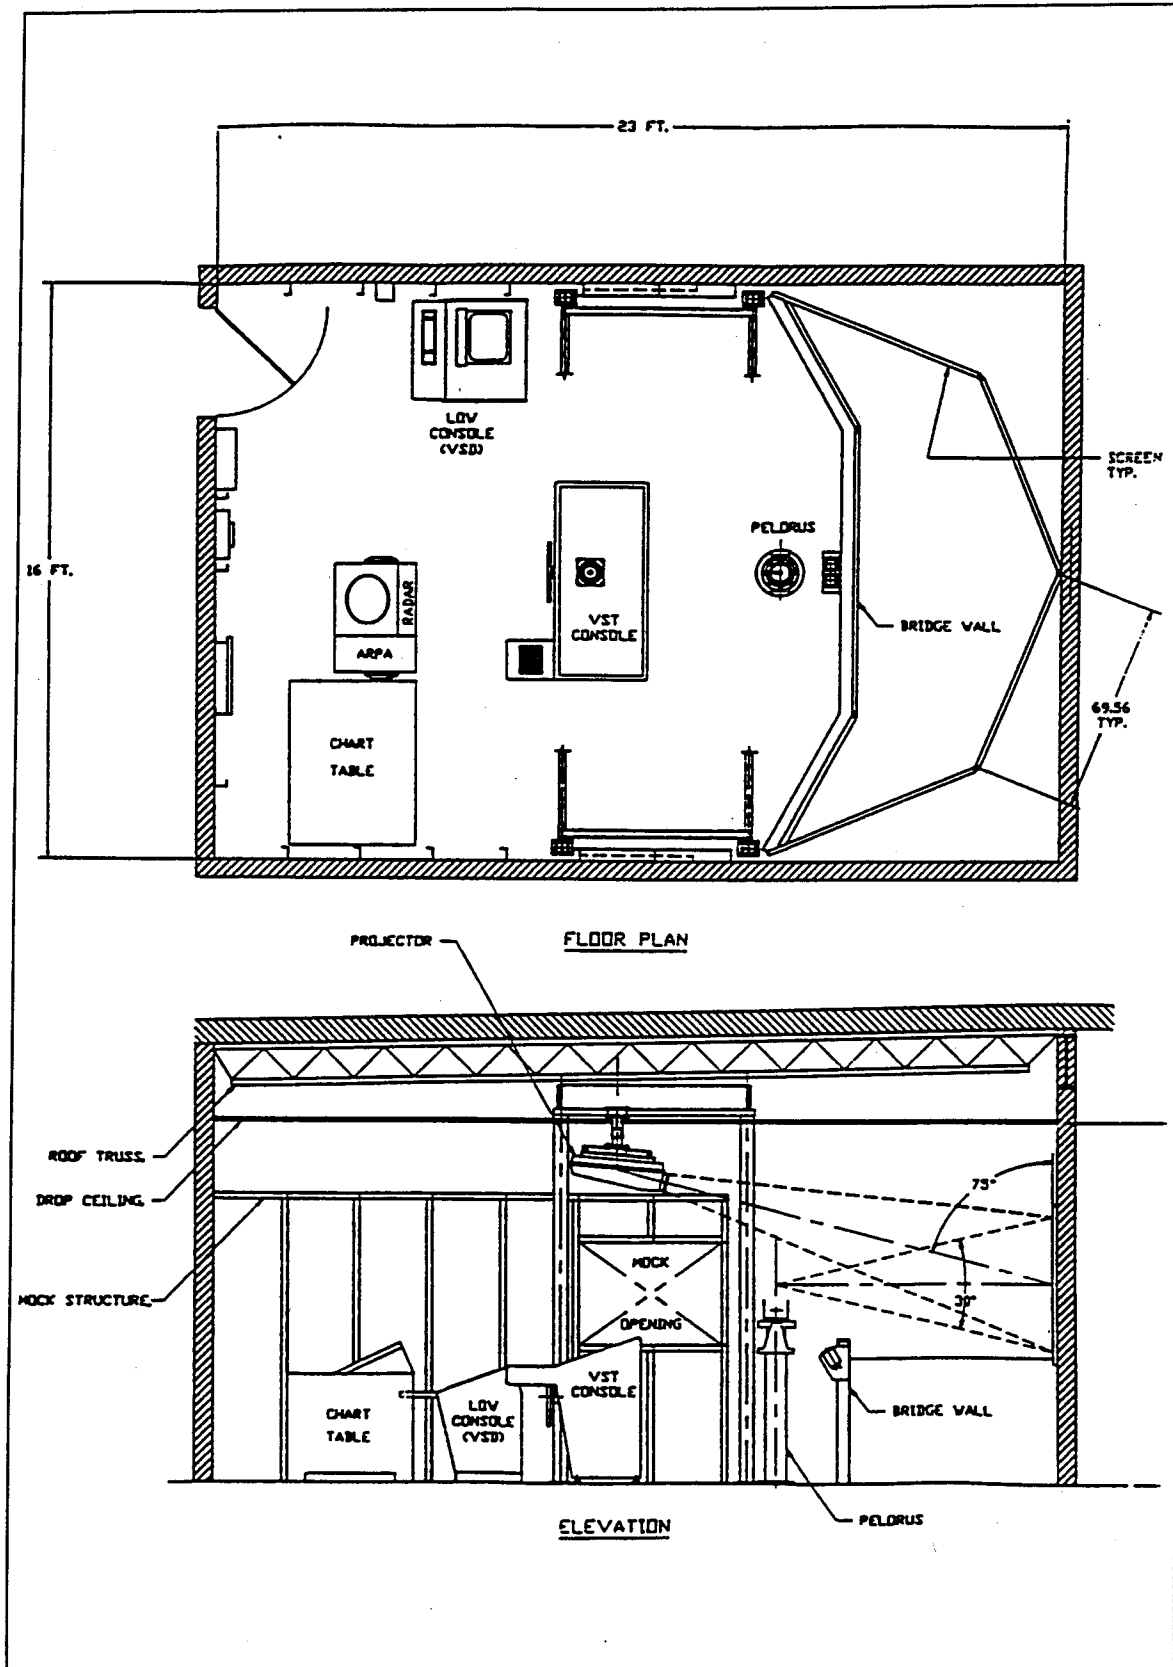 23 FT.
LOW
CONSOLE
(VSD)
SCREEN
TYP.
PELORUS
16 FT.
RADAR
VST
CONSOLE
BRIDGE WALL
ARPA
69.56
TYP.
CHART
TABLE
PROJECTOR
FLOOR PLAN
ROOF TRUSS
DROP CEILING
75°
MOCK
OPENING
MOCK STRUCTURE
30°
VST
CONSOLE
CHART
TABLE
LOW
CONSOLE
(VSD)
BRIDGE WALL
ELEVATION
PELORUS